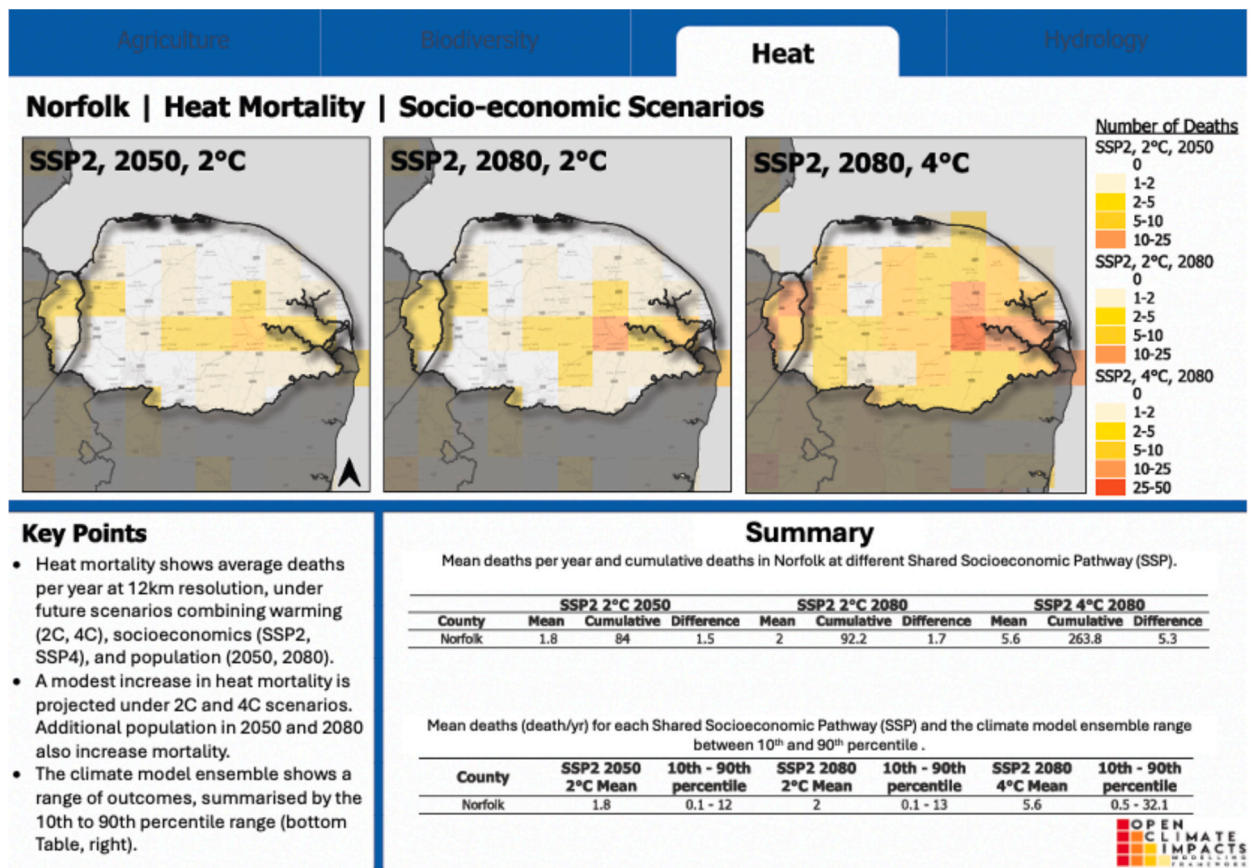 Agriculture
Biodiversity
Heat
Hydrology
Norfolk | Heat Mortality | Socio-economic Scenarios
SSP2, 2050, 2°C
SSP2, 2080, 2°C
SSP2, 2080, 4°C
Number of Deaths
SSP2, 2°C, 2050
0
1-2
2-5
5-10
10-25
SSP2, 2°C, 2080
0
1-2
2-5
5-10
10-25
SSP2, 4°C, 2080
0
1-2
2-5
5-10
10-25
25-50
Key Points
• Heat mortality shows average deaths
per year at 12km resolution, under
future scenarios combining warming
(2C, 4C), socioeconomics (SSP2,
SSP4), and population (2050, 2080).
• A modest increase in heat mortality is
projected under 2C and 4C scenarios.
Additional population in 2050 and 2080
also increase mortality.
• The climate model ensemble shows a
range of outcomes, summarised by the
10th to 90th percentile range (bottom
Table, right).
Summary
Mean deaths per year and cumulative deaths in Norfolk at different Shared Socioeconomic Pathway (SSP).
SSP2 2°C 2050 SSP2 2°C 2080 SSP2 4°C 2080
County Mean Cumulative Difference Mean Cumulative Difference Mean Cumulative Difference
Norfolk 1.8 84 1.5 2 92.2 1.7 5.6 263.8 5.3
Mean deaths (death/yr) for each Shared Socioeconomic Pathway (SSP) and the climate model ensemble range
between 10th and 90th percentile .
County SSP2 2050 10th - 90th SSP2 2080 10th - 90th SSP2 2080 10th - 90th
2°C Mean percentile 2°C Mean percentile 4°C Mean percentile
Norfolk 1.8 0.1 - 12 2 0.1 - 13 5.6 0.5 - 32.1
OPEN
CLIMATE
IMPACTS
MODELLING
FRAMEWORK